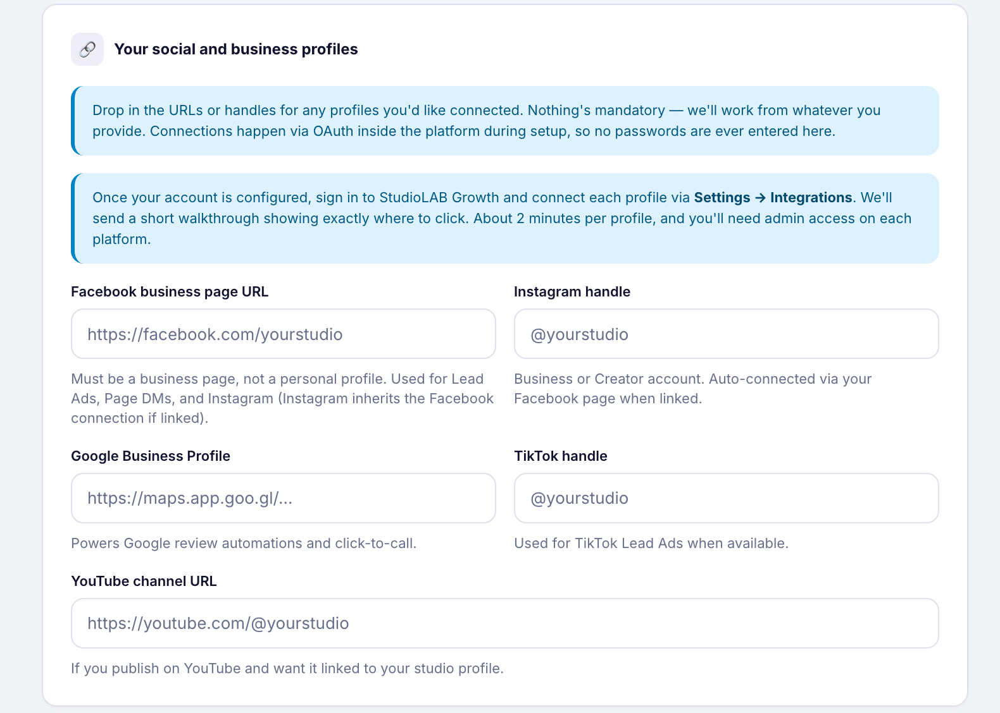 Your social and business profiles
Drop in the URLs or handles for any profiles you'd like connected. Nothing's mandatory — we'll work from whatever you
provide. Connections happen via OAuth inside the platform during setup, so no passwords are ever entered here.
Once your account is configured, sign in to StudioLAB Growth and connect each profile via Settings → Integrations. We'll
send a short walkthrough showing exactly where to click. About 2 minutes per profile, and you'll need admin access on each
platform.
Facebook business page URL
https://facebook.com/yourstudio
Must be a business page, not a personal profile. Used for Lead
Ads, Page DMs, and Instagram (Instagram inherits the Facebook
connection if linked).
Instagram handle
@yourstudio
Business or Creator account. Auto-connected via your
Facebook page when linked.
Google Business Profile
https://maps.app.goo.gl/...
Powers Google review automations and click-to-call.
TikTok handle
@yourstudio
Used for TikTok Lead Ads when available.
YouTube channel URL
https://youtube.com/@yourstudio
If you publish on YouTube and want it linked to your studio profile.